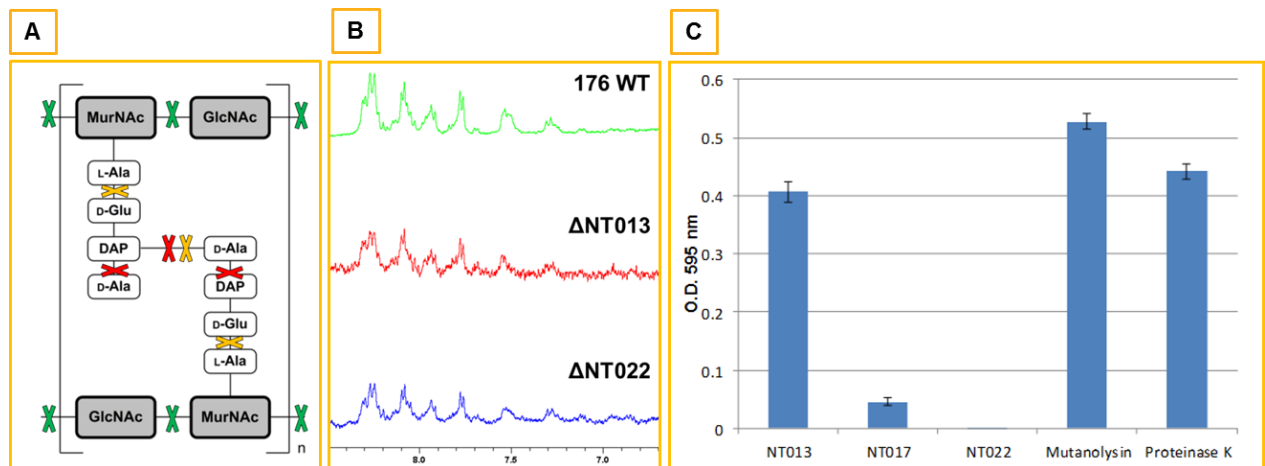 A
B
C
MurNAc
GlcNAc
L-Ala
D-Glu
DAP
D-Ala
D-Ala
DAP
D-Glu
L-Ala
GlcNAc
MurNAc
n
176 WT
ΔNT013
ΔNT022
8.0 7.5 7.0
O.D. 595 nm
0.6
0.5
0.4
0.3
0.2
0.1
0
NT013 NT017 NT022 Mutanolysin Proteinase K